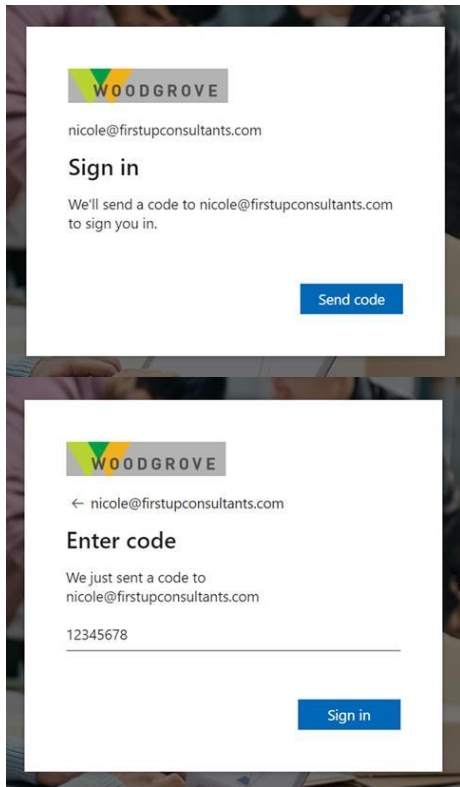 WOODGROVE
nicole@firstupconsultants.com
Sign in
We'll send a code to nicole@firstupconsultants.com
to sign you in.
Send code
WOODGROVE
← nicole@firstupconsultants.com
Enter code
We just sent a code to
nicole@firstupconsultants.com
12345678
Sign in